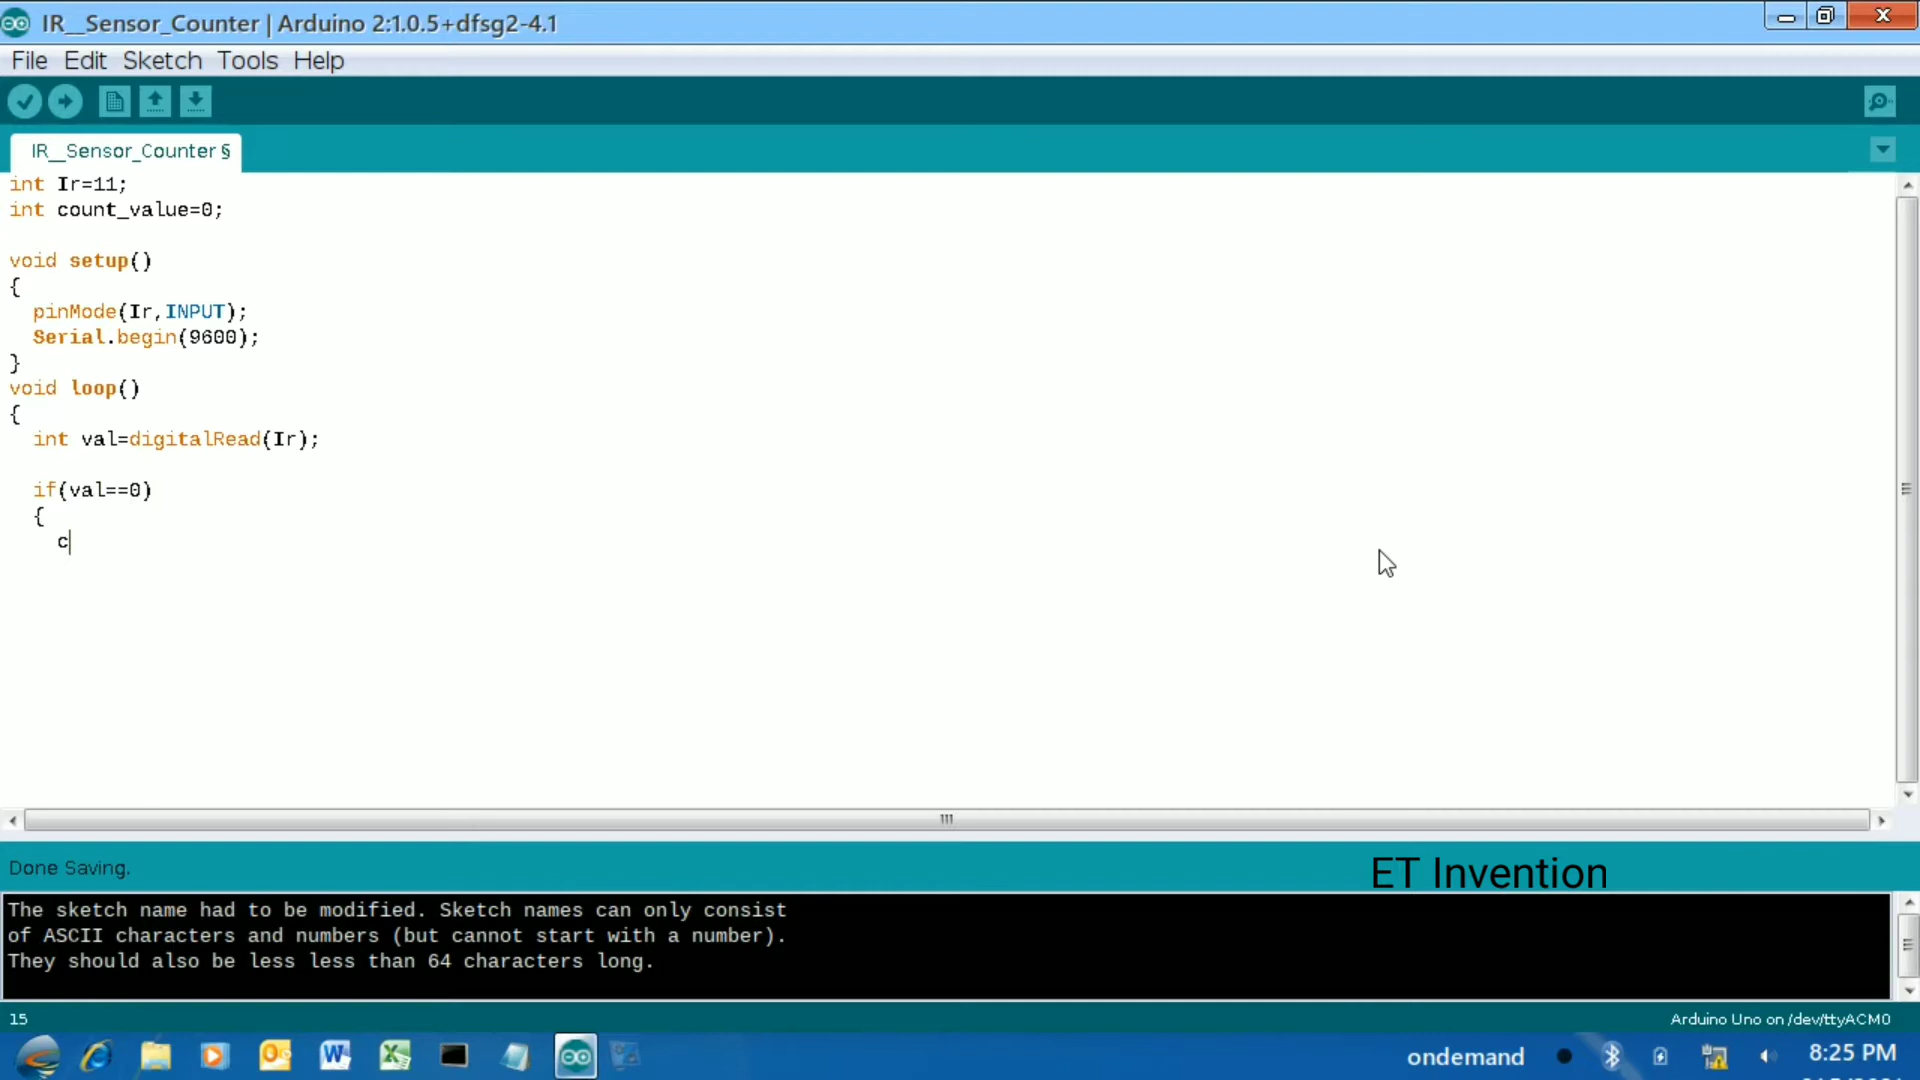 IR__Sensor_Counter | Arduino 2:1.0.5+dfsg2-4.1
File Edit Sketch Tools Help
IR__Sensor_Counter §
int Ir=11;
int count_value=0;
void setup()
{
pinMode(Ir,INPUT);
Serial.begin(9600);
}
void loop()
{
int val=digitalRead(Ir);
if(val==0)
{
c
Done Saving.
ET Invention
The sketch name had to be modified. Sketch names can only consist
of ASCII characters and numbers (but cannot start with a number).
They should also be less less than 64 characters long.
15
Arduino Uno on /dev/ttyACM0
ondemand
8:25 PM